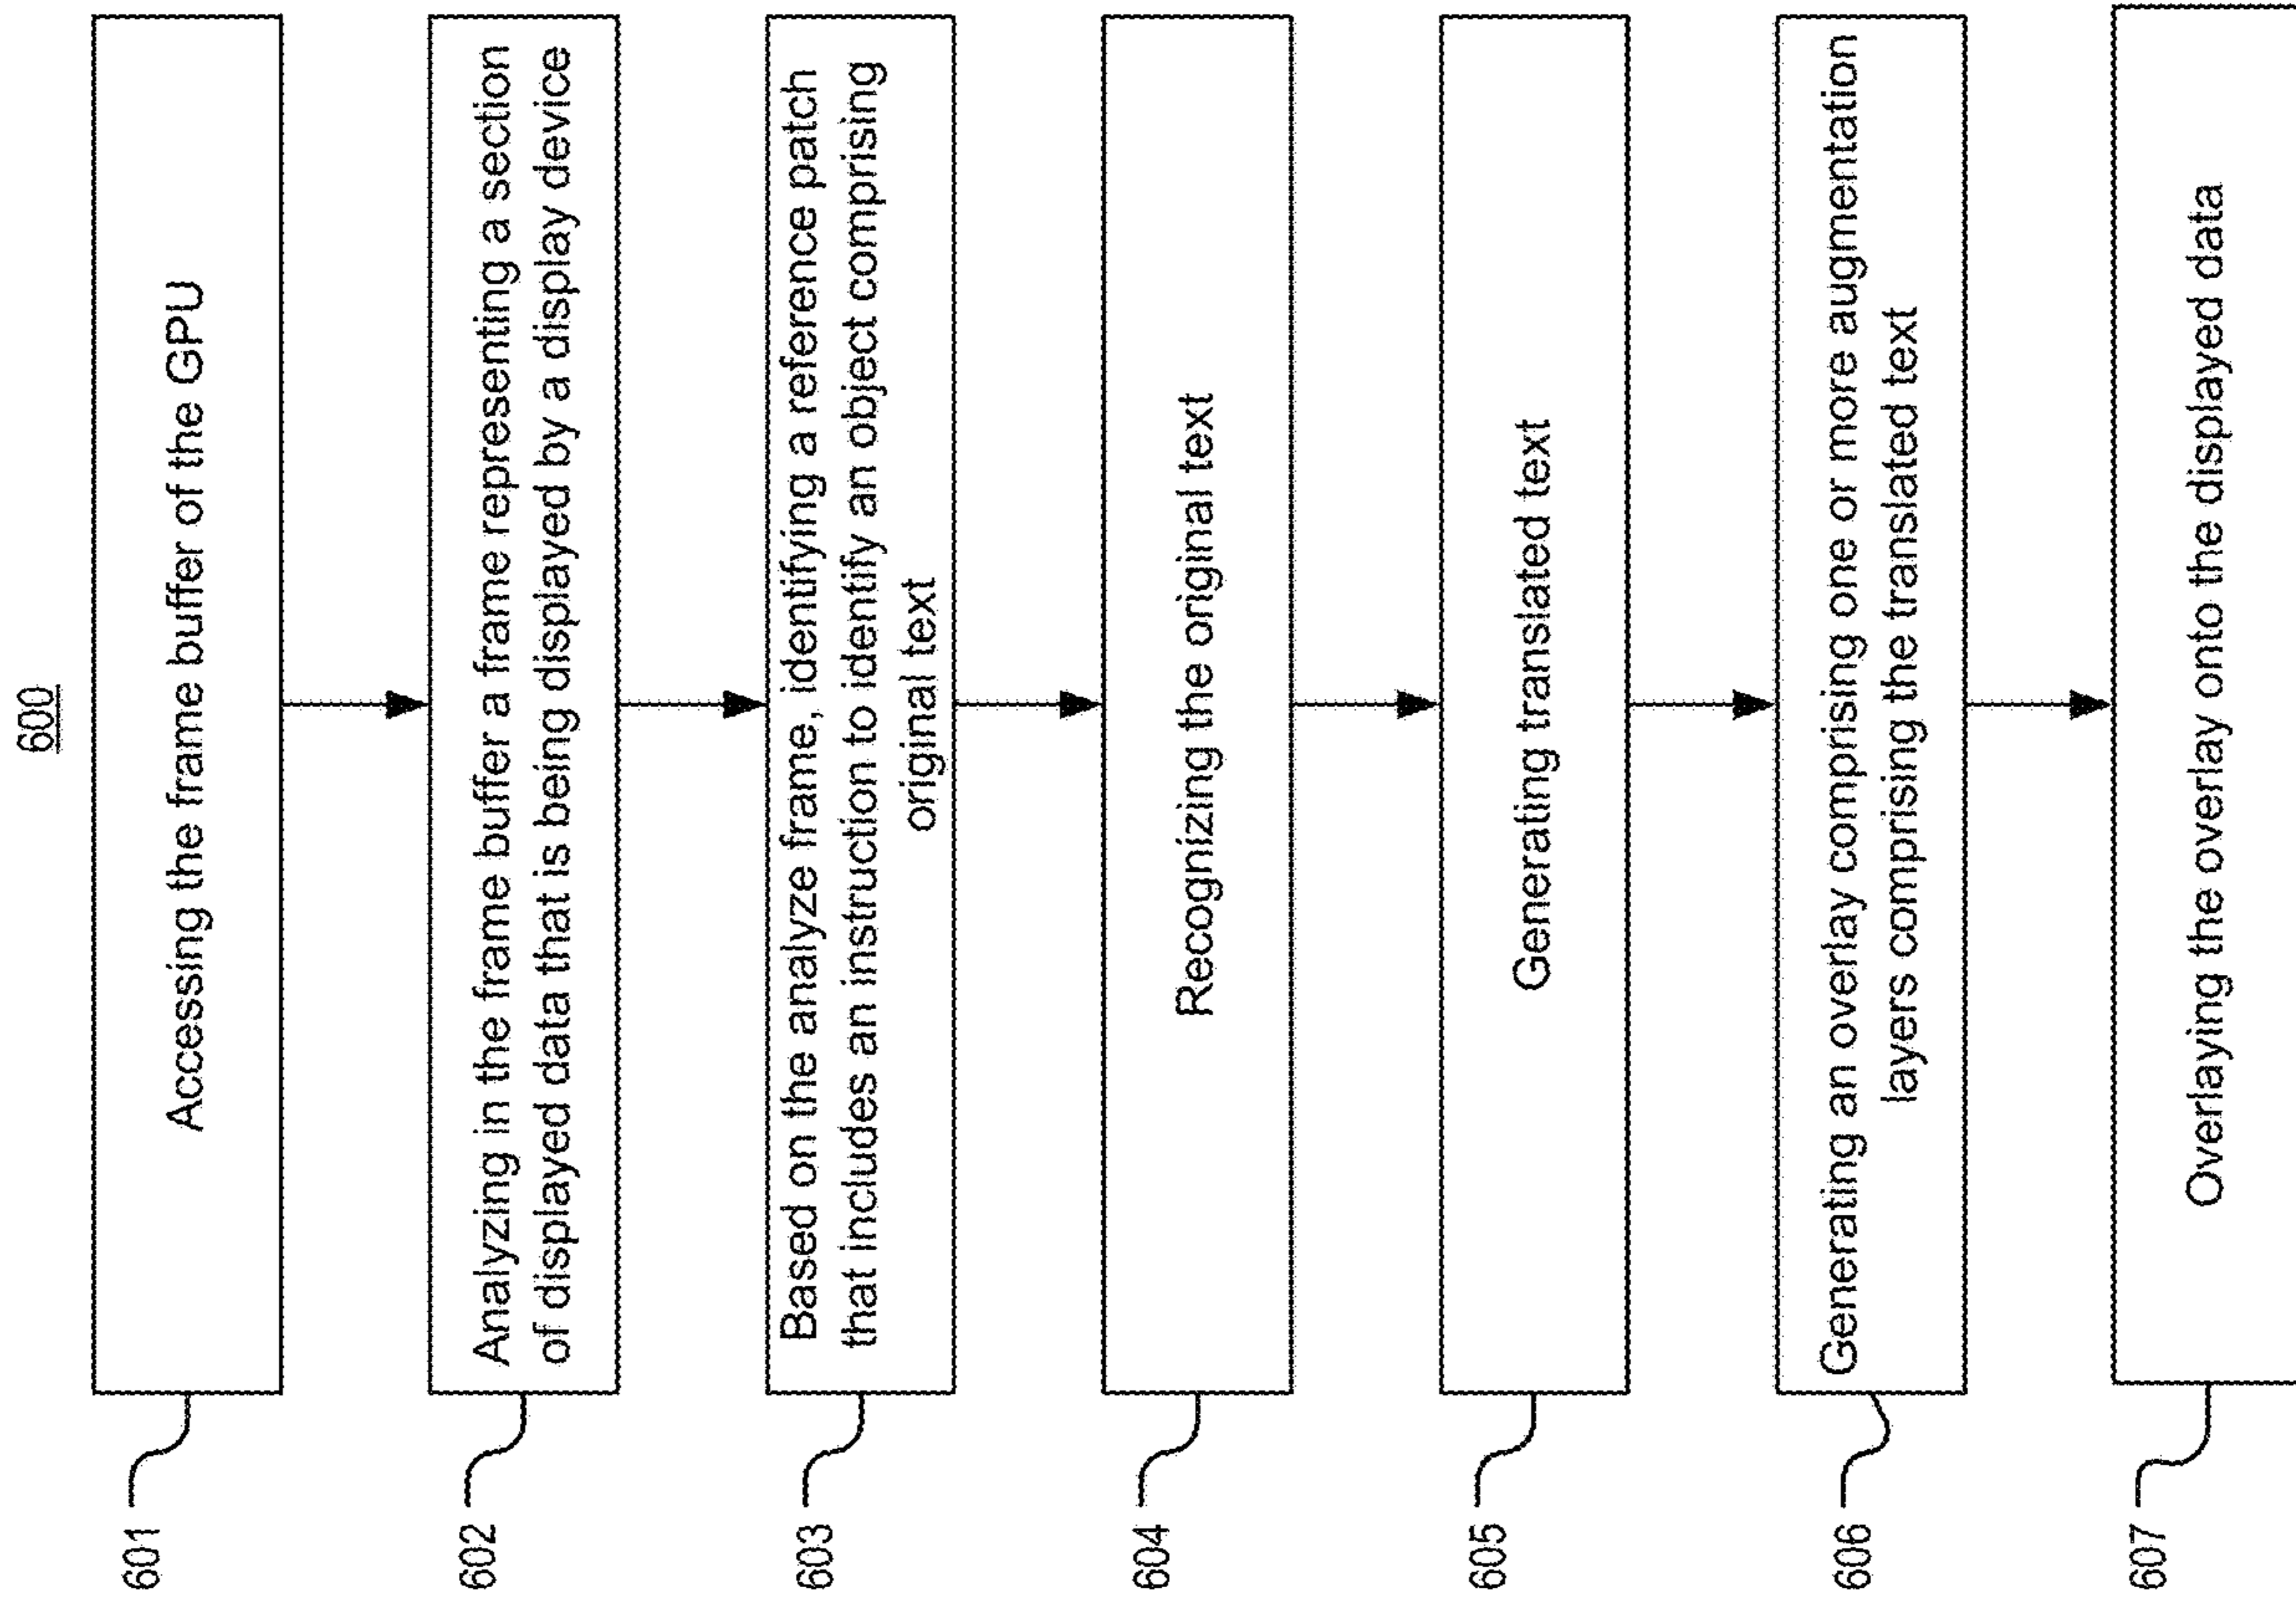 600
601
Accessing the frame buffer of the GPU
602
Analyzing in the frame buffer a frame representing a section
of displayed data that is being displayed by a display device
603
Based on the analyze frame, identifying a reference patch
that includes an instruction to identify an object comprising
original text
604
Recognizing the original text
605
Generating translated text
606
Generating an overlay comprising one or more augmentation
layers comprising the translated text
607
Overlaying the overlay onto the displayed data